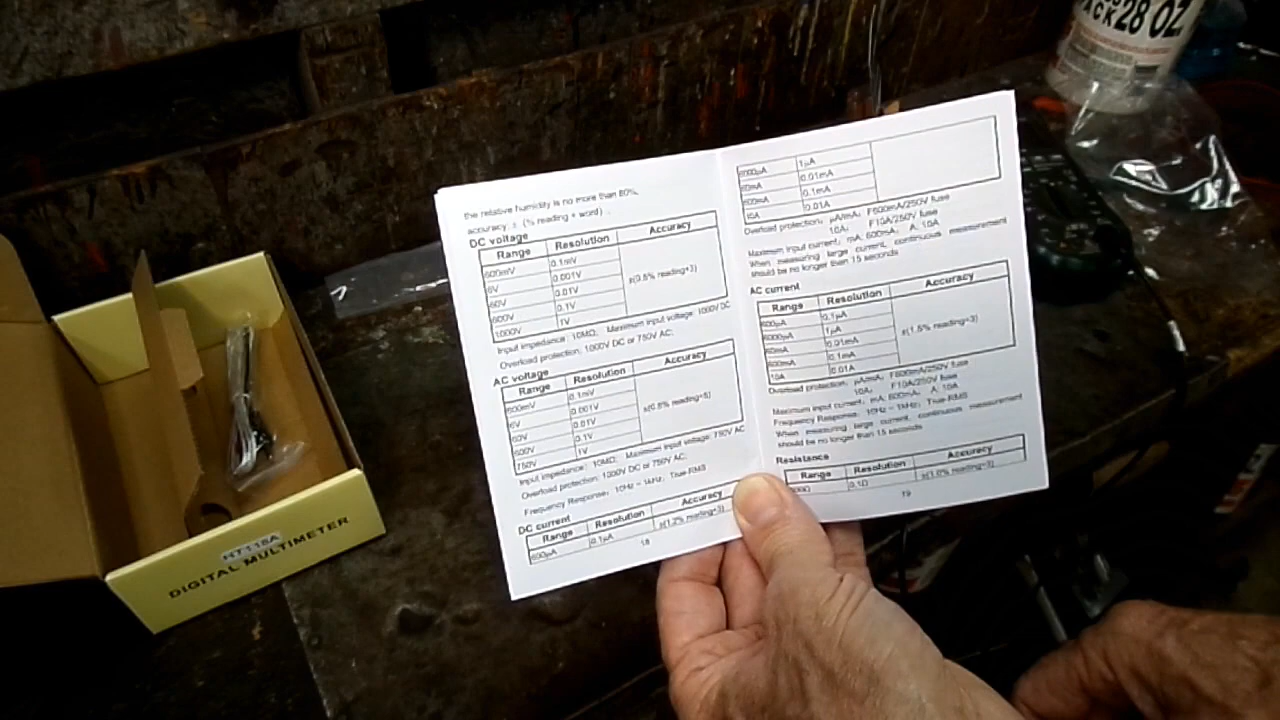 ACK 28 OZ.
the relative humidity is no more than 80%,
accuracy: ± (% reading + word) .
DC voltage
Range Resolution Accuracy
600mV 0.1mV
6V 0.001V
60V 0.01V
600V 0.1V
1000V 1V
±(0.5% reading+3)
Input impedance: 10MΩ; Maximum input voltage: 1000V DC
Overload protection: 1000V DC or 750V AC;
AC voltage
Range Resolution Accuracy
600mV 0.1mV
6V 0.001V
60V 0.01V
600V 0.1V
750V 1V
±(0.8% reading+5)
Input impedance: 10MΩ; Maximum input voltage: 750V AC
Overload protection: 1000V DC or 750V AC;
Frequency Response: 10Hz ~ 1kHz; True-RMS
DC current
Range Resolution Accuracy
600μA 0.1μA ±(1.2% reading+3)
18
6000μA 1μA
60mA 0.01mA
600mA 0.1mA
10A 0.01A
Overload protection: μA/mA: F600mA/250V fuse
10A: F10A/250V fuse
Maximum input current: mA: 600mA; A: 10A
When measuring large current, continuous measurement
should be no longer than 15 seconds
AC current
Range Resolution Accuracy
600μA 0.1μA
6000μA 1μA
60mA 0.01mA
600mA 0.1mA
10A 0.01A
±(1.5% reading+3)
Overload protection: μA/mA: F600mA/250V fuse
10A: F10A/250V fuse
Maximum input current: mA: 600mA; A: 10A
Frequency Response: 10Hz ~ 1kHz; True-RMS
When measuring large current, continuous measurement
should be no longer than 15 seconds
Resistance
Range Resolution Accuracy
0.1Ω ±(1.0% reading+3)
19
HT118A
DIGITAL MULTIMETER